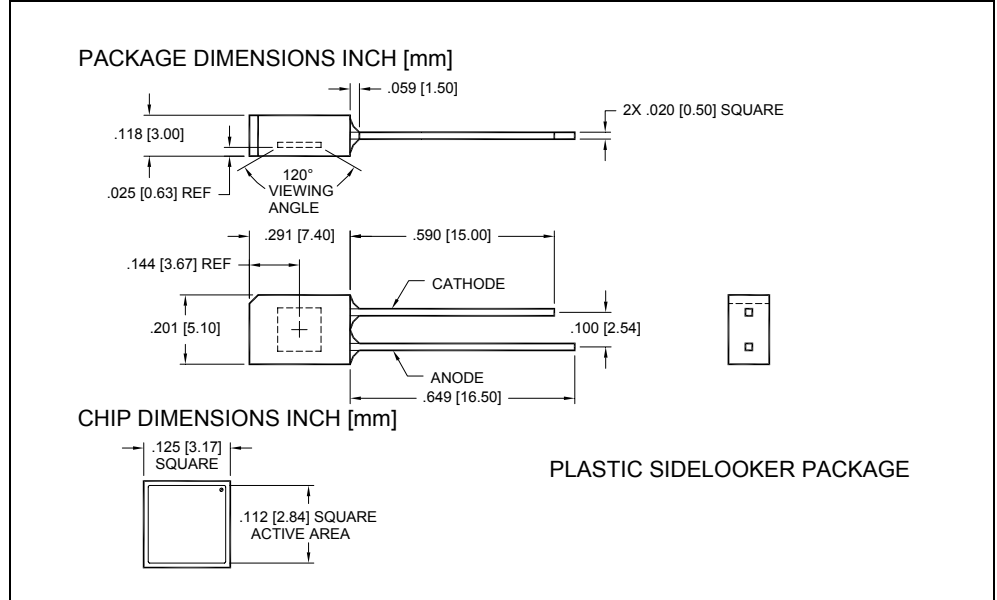 PACKAGE DIMENSIONS INCH [mm]
.059 [1.50]
2X .020 [0.50] SQUARE
.118 [3.00]
.025 [0.63] REF
120°
VIEWING
ANGLE
.291 [7.40]
.590 [15.00]
.144 [3.67] REF
CATHODE
.201 [5.10]
.100 [2.54]
ANODE
.649 [16.50]
CHIP DIMENSIONS INCH [mm]
.125 [3.17]
SQUARE
PLASTIC SIDELOOKER PACKAGE
.112 [2.84] SQUARE
ACTIVE AREA